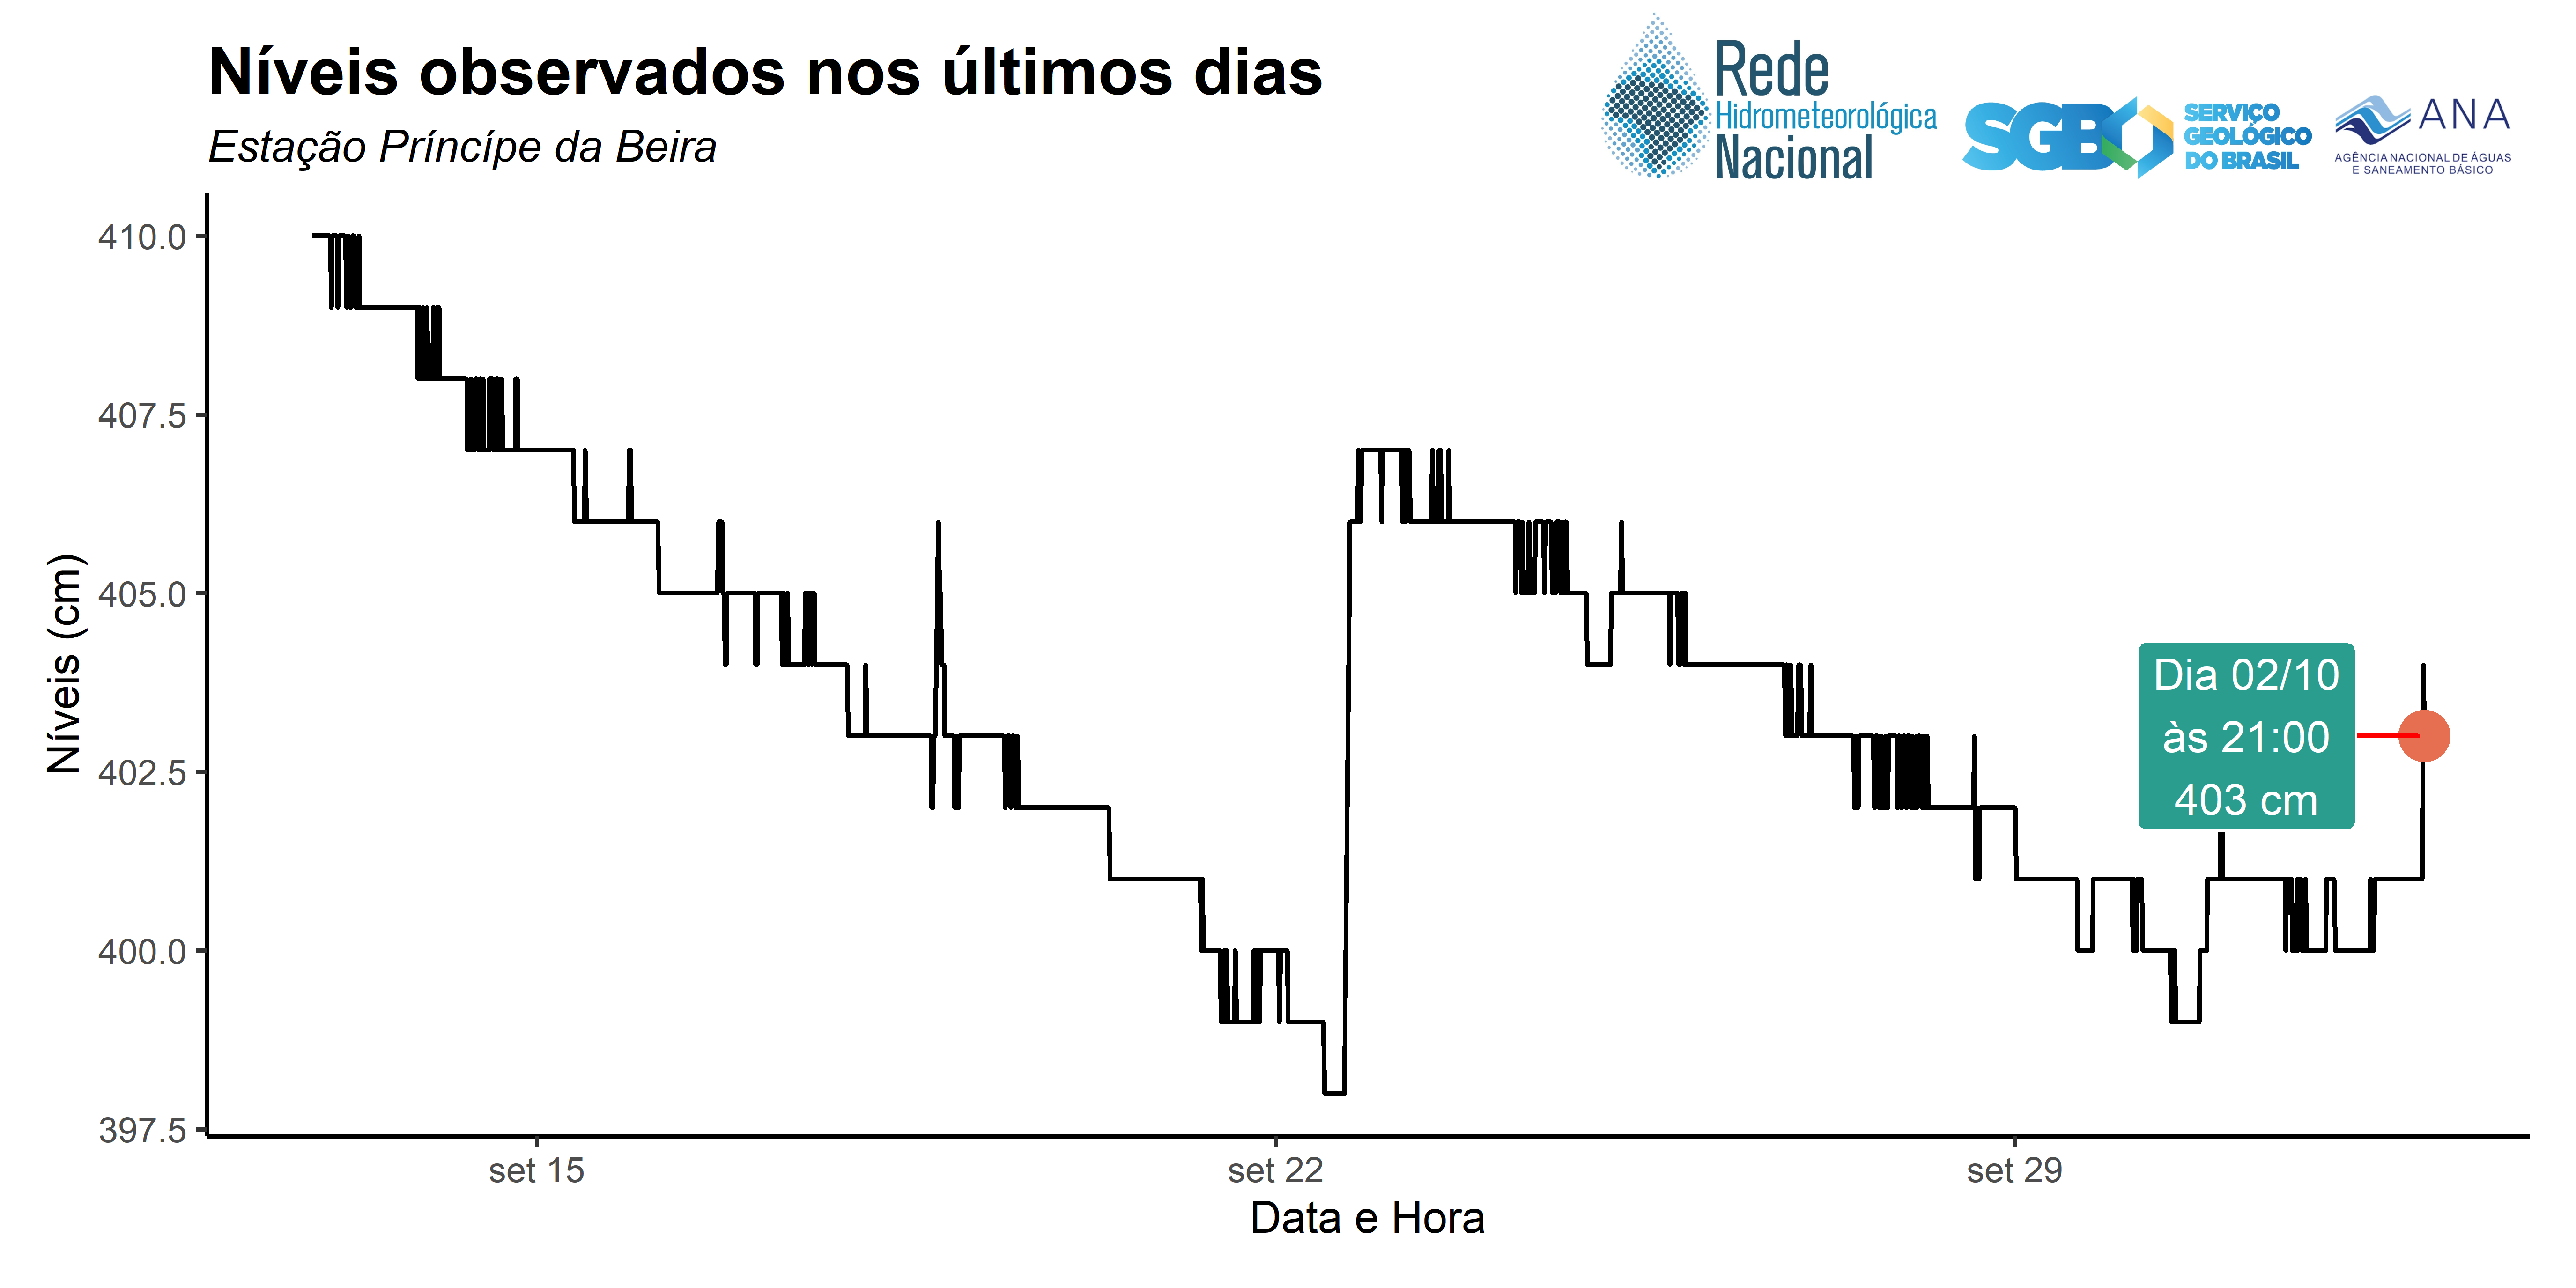 Níveis observados nos últimos dias
Estação Príncípe da Beira
Rede
Hidrometeorológica
Nacional
SGB
SERVIÇO
GEOLÓGICO
DO BRASIL
ANA
AGÊNCIA NACIONAL DE ÁGUAS
E SANEAMENTO BÁSICO
Níveis (cm)
410.0
407.5
405.0
402.5
400.0
397.5
Dia 02/10
às 21:00
403 cm
set 15
set 22
set 29
Data e Hora